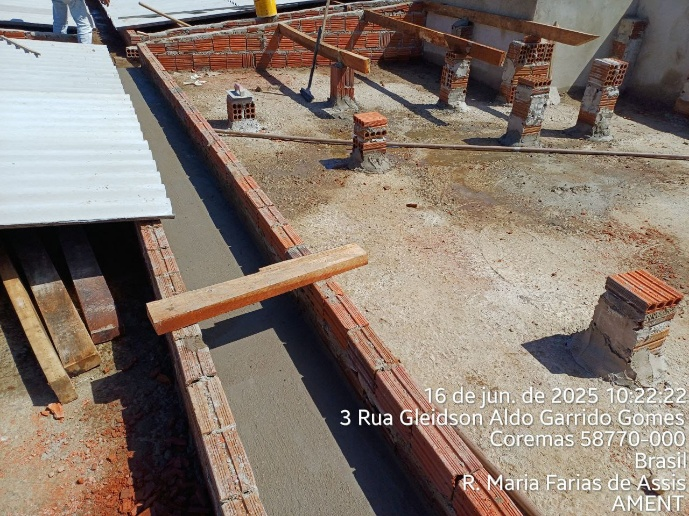 16 de jun. de 2025 10:22:22
3 Rua Gleidson Aldo Garrido Gomes
Coremas 58770-000
Brasil
R. Maria Farias de Assis
AMENT